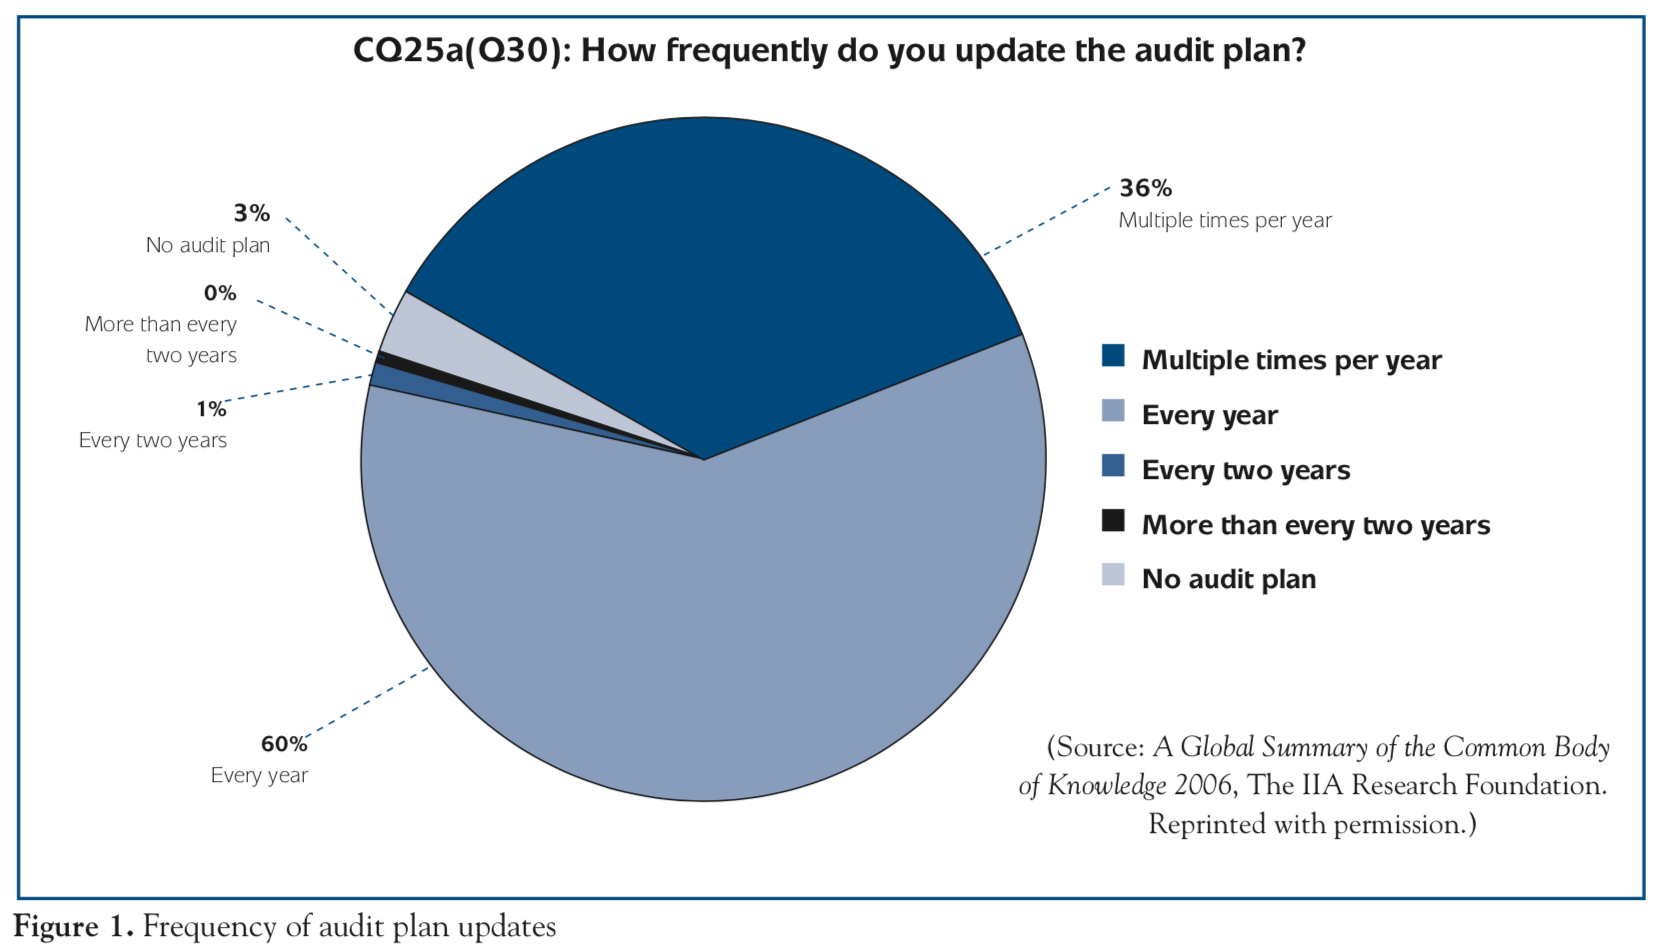 CQ25a(Q30): How frequently do you update the audit plan?
36%
Multiple times per year
3%
No audit plan
0%
More than every
two years
1%
Every two years
60%
Every year
Multiple times per year
Every year
Every two years
More than every two years
No audit plan
(Source: A Global Summary of the Common Body
of Knowledge 2006, The IIA Research Foundation.
Reprinted with permission.)
Figure 1. Frequency of audit plan updates